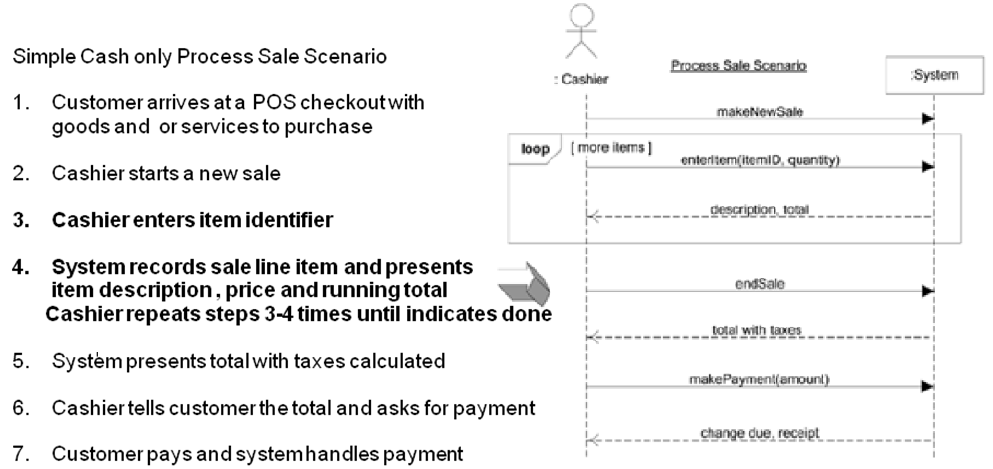 Simple Cash only Process Sale Scenario
1. Customer arrives at a POS checkout with
goods and or services to purchase
2. Cashier starts a new sale
3. Cashier enters item identifier
4. System records sale line item and presents
item description, price and running total
Cashier repeats steps 3-4 times until indicates done
5. System presents total with taxes calculated
6. Cashier tells customer the total and asks for payment
7. Customer pays and system handles payment
Process Sale Scenario
: Cashier
:System
makeNewSale
loop
[ more items ]
enterItem(itemID, quantity)
description, total
endSale
total with taxes
makePayment(amount)
change due, receipt